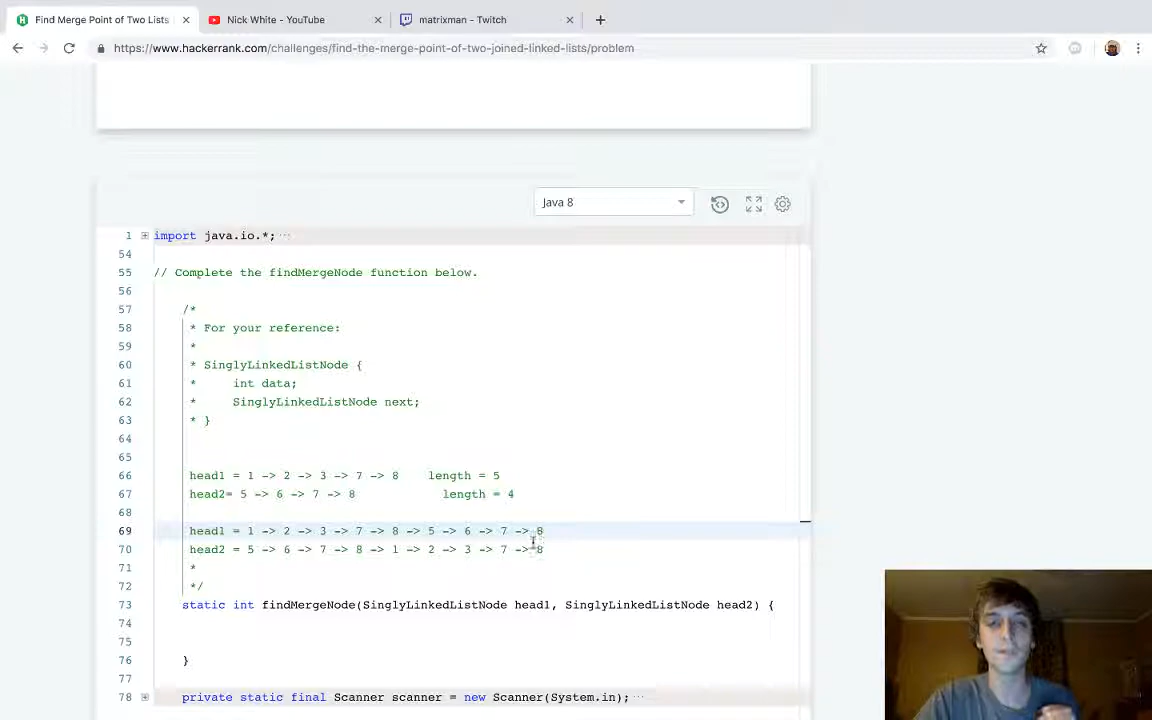 Find Merge Point of Two Lists
Nick White - YouTube
matrixman - Twitch
https://www.hackerrank.com/challenges/find-the-merge-point-of-two-joined-linked-lists/problem
Java 8
1 import java.io.*; ···
54
55 // Complete the findMergeNode function below.
56
57 /*
58 * For your reference:
59 *
60 * SinglyLinkedListNode {
61 * int data;
62 * SinglyLinkedListNode next;
63 * }
64
65
66 head1 = 1 -> 2 -> 3 -> 7 -> 8 length = 5
67 head2= 5 -> 6 -> 7 -> 8 length = 4
68
69 head1 = 1 -> 2 -> 3 -> 7 -> 8 -> 5 -> 6 -> 7 -> 8
70 head2 = 5 -> 6 -> 7 -> 8 -> 1 -> 2 -> 3 -> 7 -> 8
71 *
72 */
73 static int findMergeNode(SinglyLinkedListNode head1, SinglyLinkedListNode head2) {
74
75
76 }
77
78 private static final Scanner scanner = new Scanner(System.in); ···